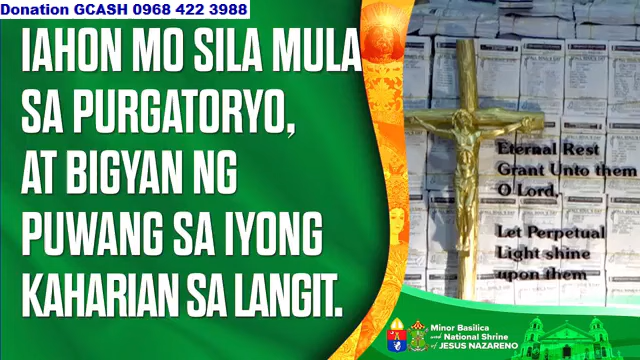 Donation GCASH 0968 422 3988
IAHON MO SILA MULA
SA PURGATORYO,
AT BIGYAN NG
PUWANG SA IYONG
KAHARIAN SA LANGIT.
Eternal Rest
Grant Unto them
O Lord,
Let Perpetual
Light shine
upon them
Minor Basilica
and National Shrine
of JESUS NAZARENO